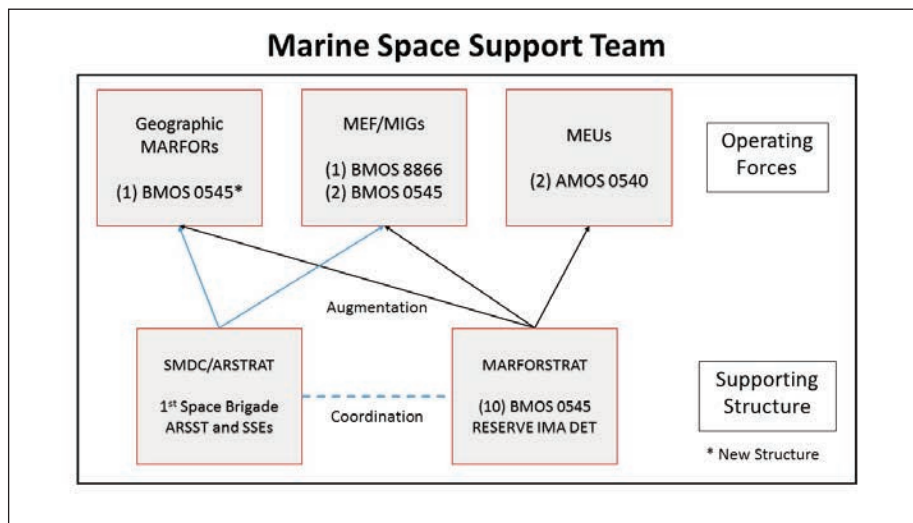 Marine Space Support Team
Geographic
MARFORs
(1) BMOS 0545*
MEF/MIGs
(1) BMOS 8866
(2) BMOS 0545
MEUs
(2) AMOS 0540
Operating
Forces
Augmentation
SMDC/ARSTRAT
1st Space Brigade
ARSST and SSEs
Coordination
MARFORSTRAT
(10) BMOS 0545
RESERVE IMA DET
Supporting
Structure
* New Structure